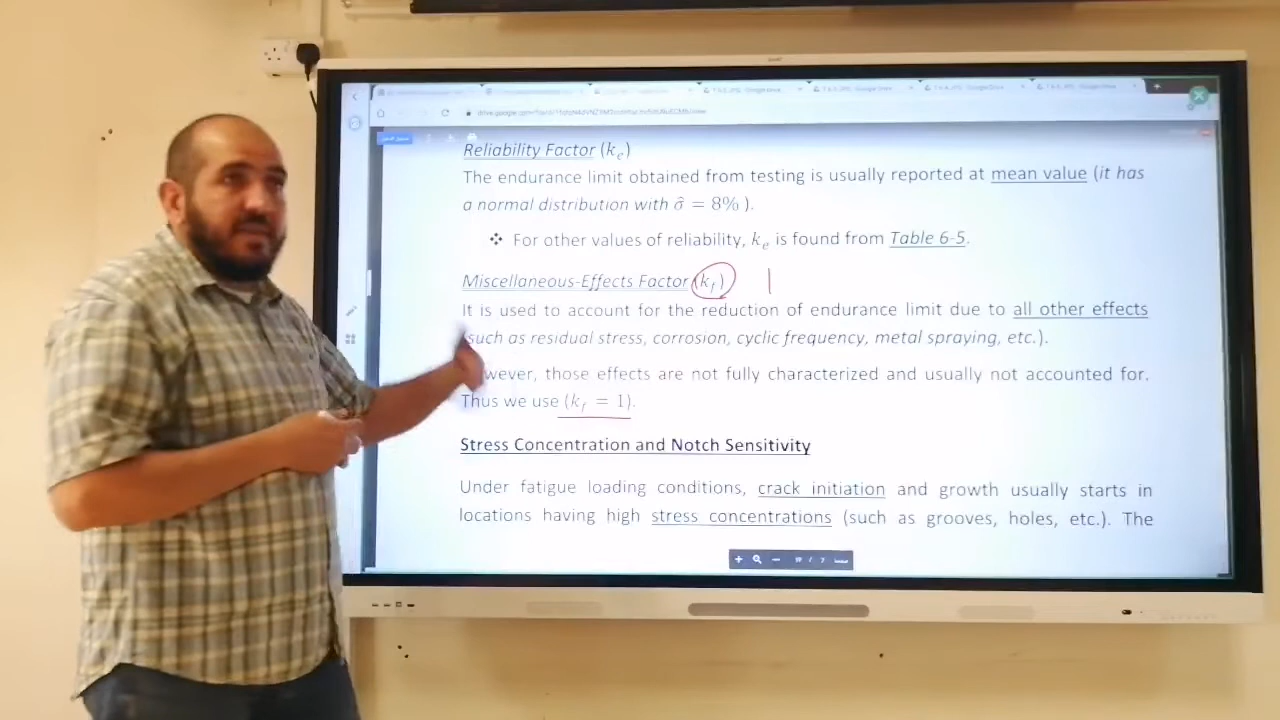 Reliability Factor (kₑ)
The endurance limit obtained from testing is usually reported at mean value (it has
a normal distribution with σ̂ = 8% ).
❖ For other values of reliability, kₑ is found from Table 6-5.
Miscellaneous-Effects Factor (k_f) 1
It is used to account for the reduction of endurance limit due to all other effects
(such as residual stress, corrosion, cyclic frequency, metal spraying, etc.).
wever, those effects are not fully characterized and usually not accounted for.
Thus we use (k_f = 1).
Stress Concentration and Notch Sensitivity
Under fatigue loading conditions, crack initiation and growth usually starts in
locations having high stress concentrations (such as grooves, holes, etc.). The